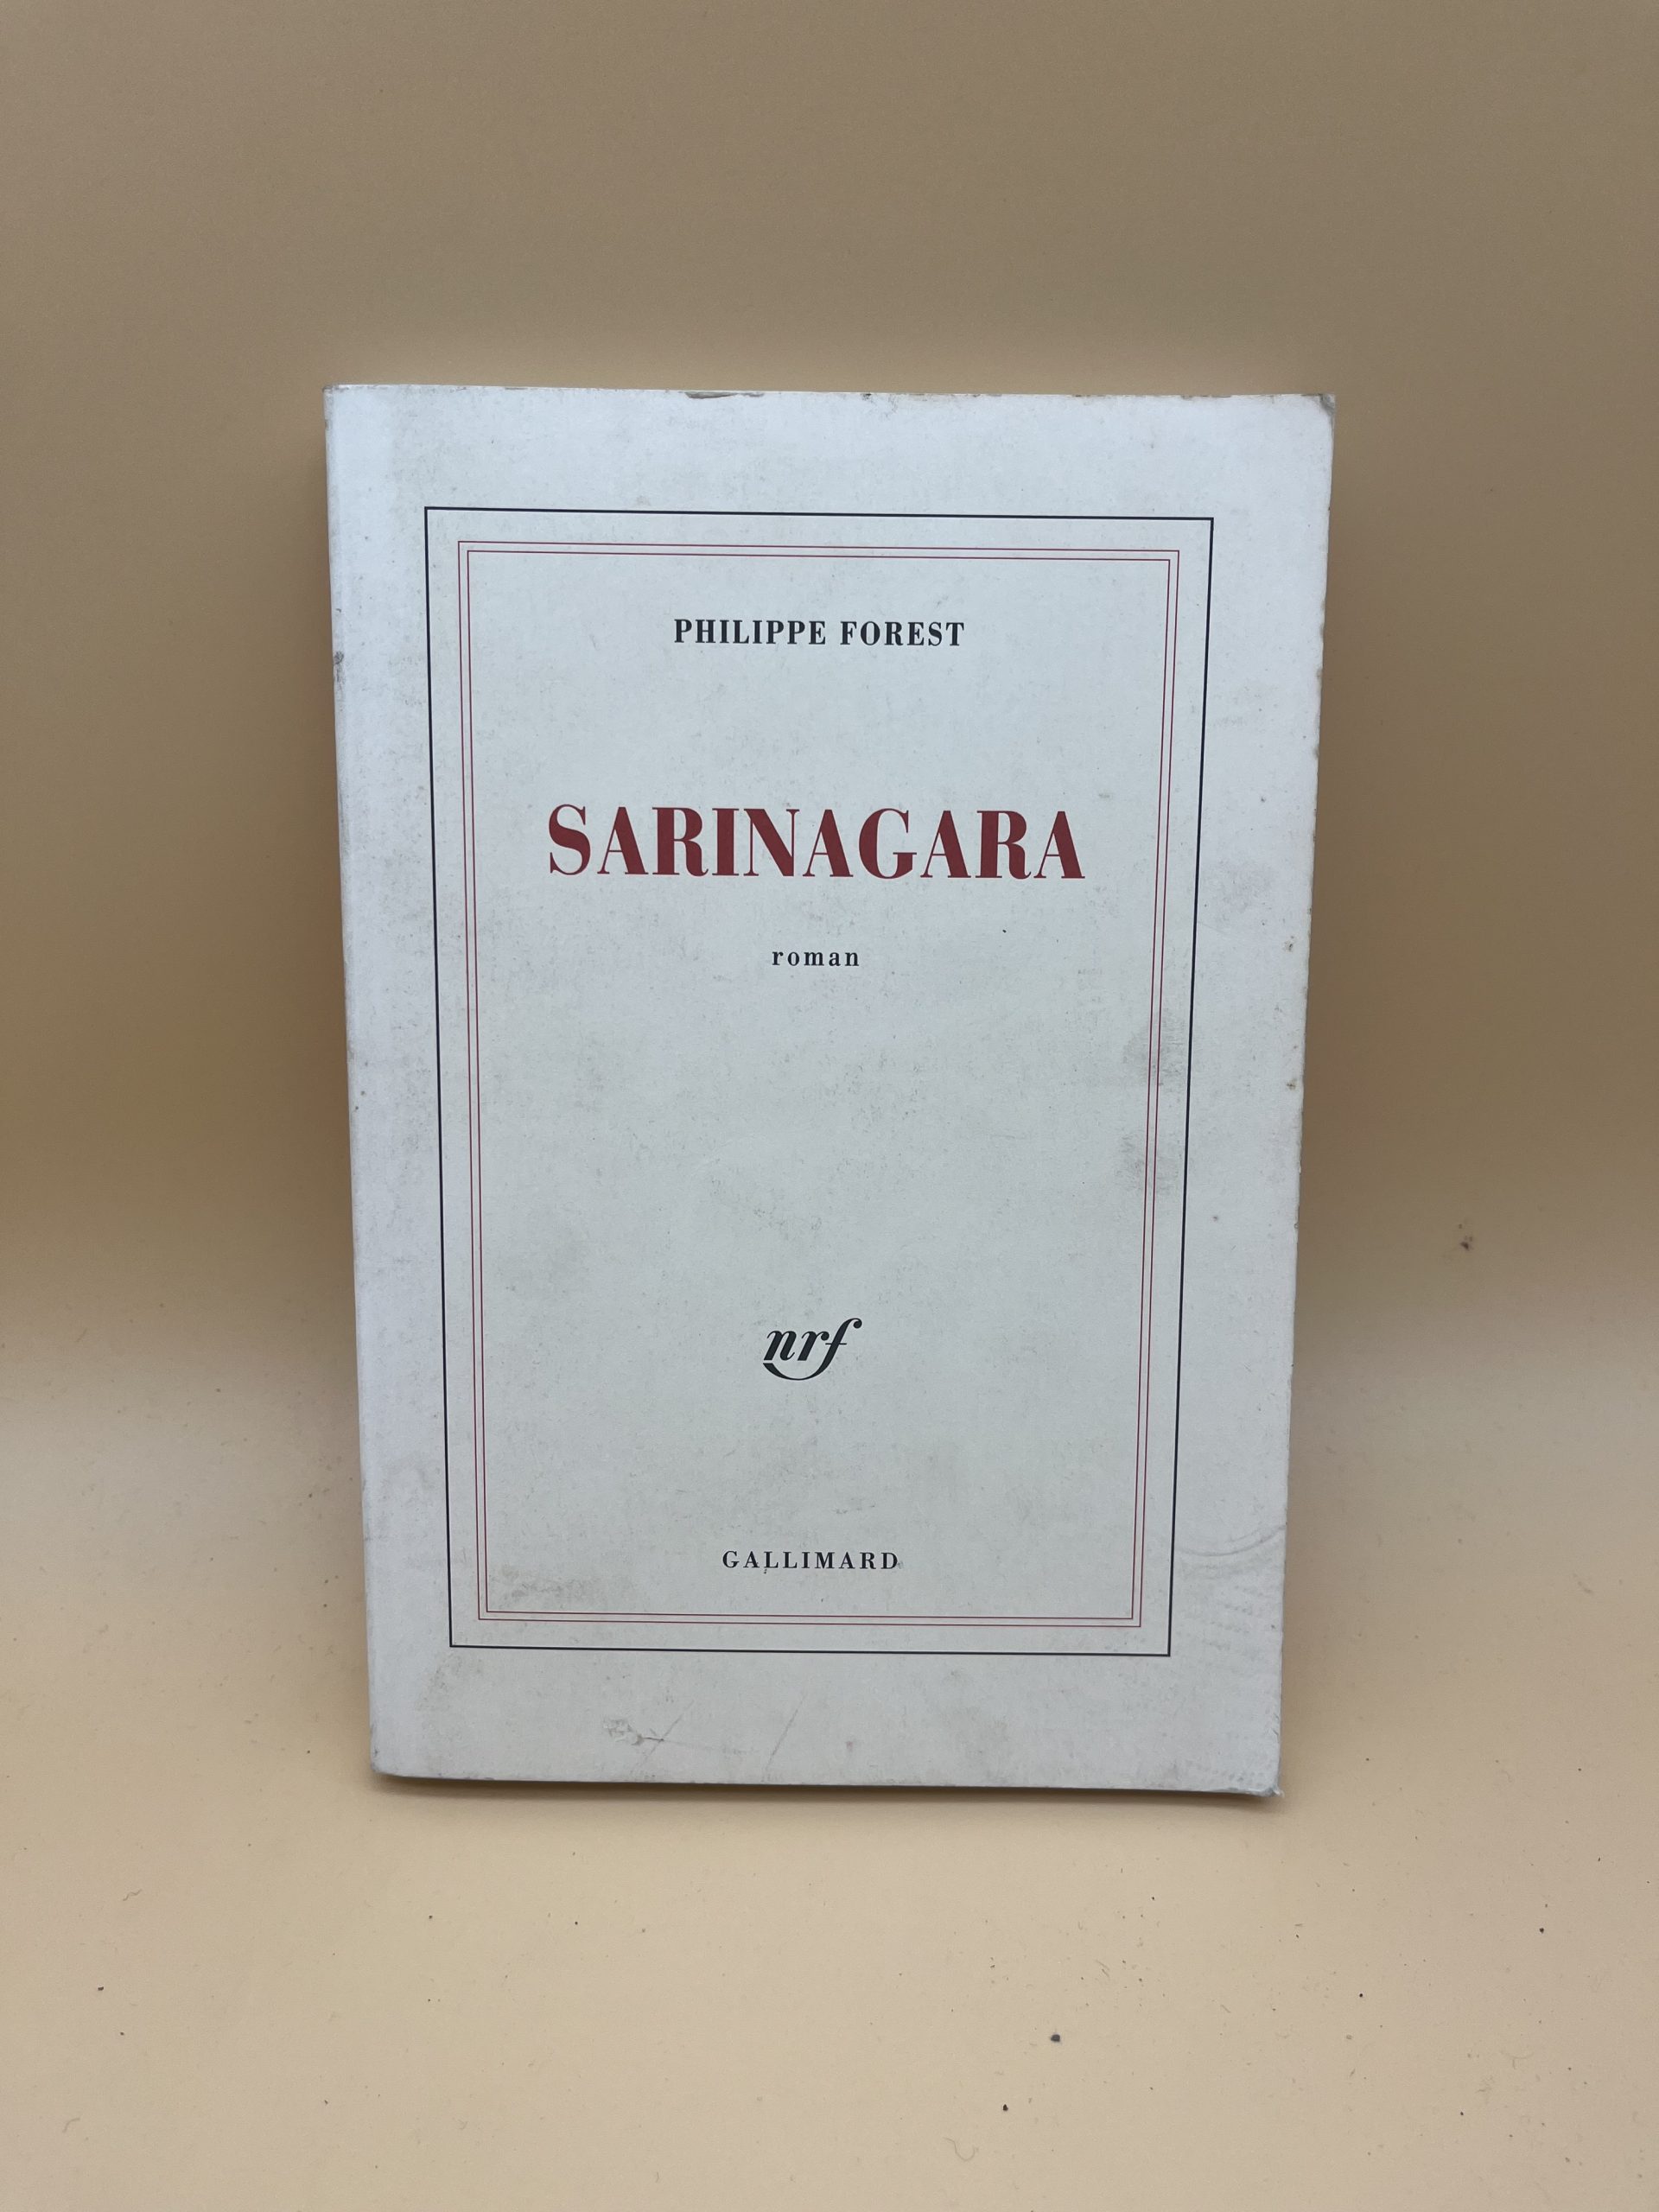 PHILIPPE FOREST
SARINAGARA
roman
nrf
GALLIMARD